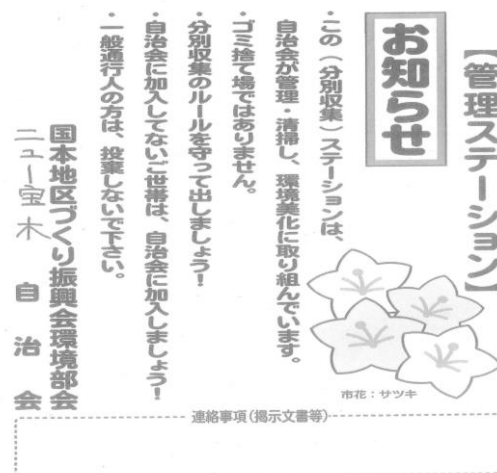 【管理ステーション】
お知らせ
・この（分別収集）ステーションは、
自治会が管理・清掃し、環境美化に取り組んでいます。
・ゴミ捨て場ではありません。
・分別収集のルールを守って出しましょう！
・自治会に加入してないご世帯は、自治会に加入しましょう！
・一般通行人の方は、投棄しないで下さい。
国本地区づくり振興会環境部会
ニュー宝木 自治会
市花：サツキ
連絡事項（掲示文書等）